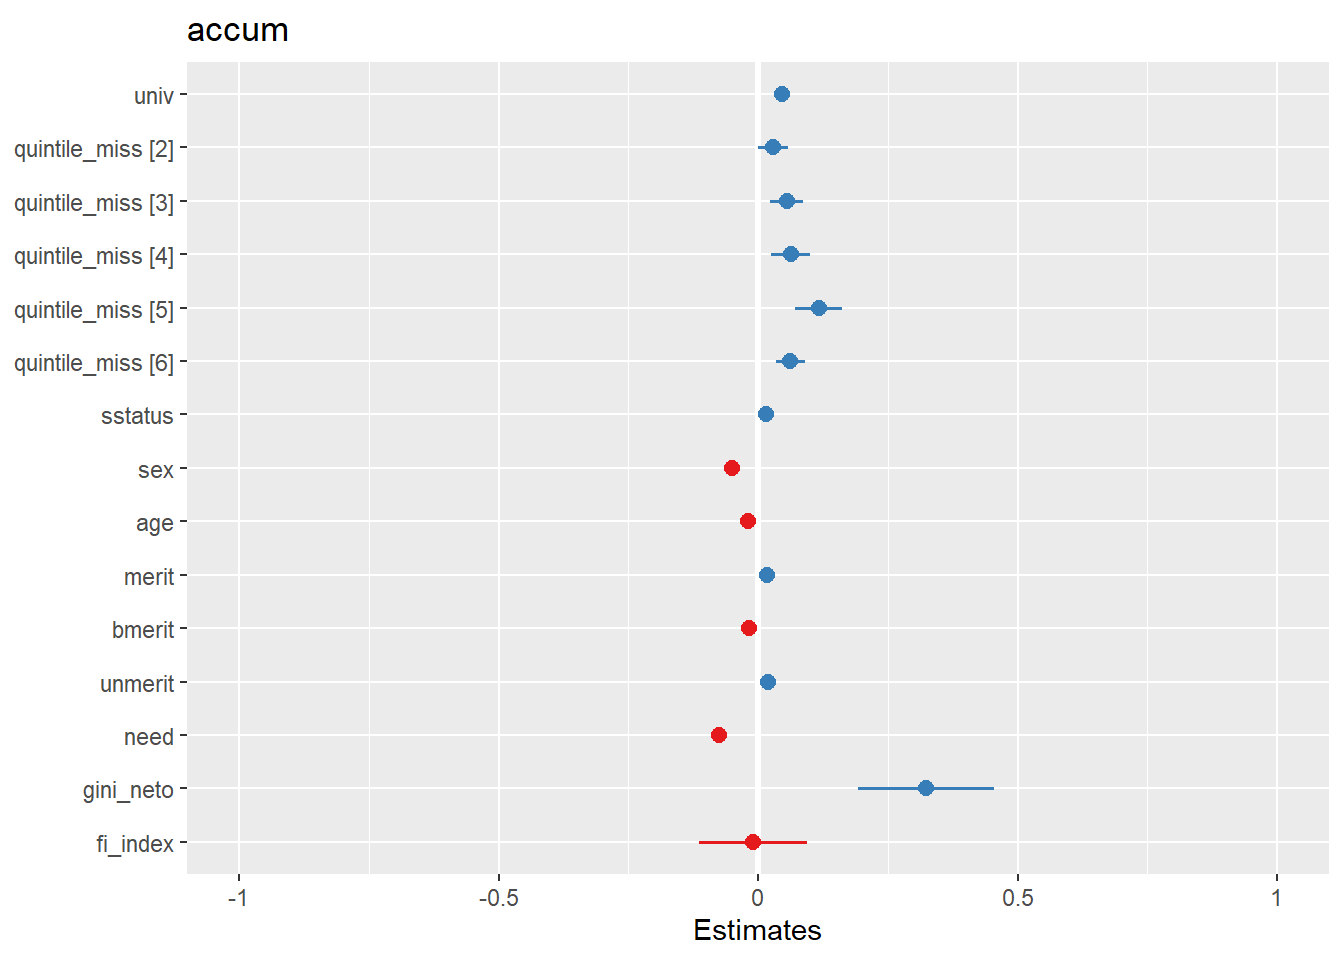 accum
univ
quintile_miss [2]
quintile_miss [3]
quintile_miss [4]
quintile_miss [5]
quintile_miss [6]
sstatus
sex
age
merit
bmerit
unmerit
need
gini_neto
fi_index
-1 -0.5 0 0.5 1
Estimates